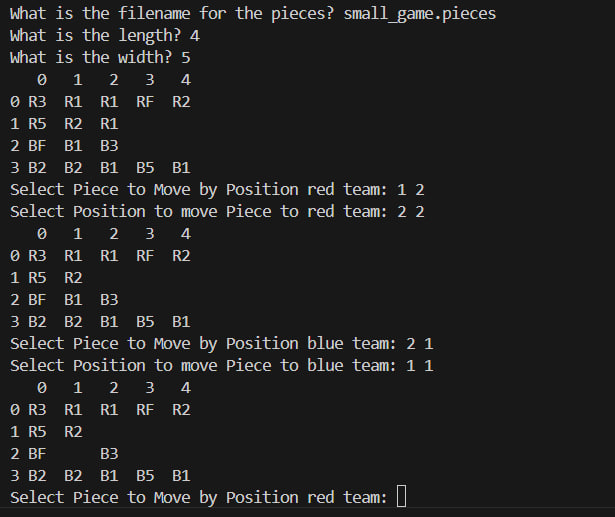 What is the filename for the pieces? small_game.pieces
What is the length? 4
What is the width? 5
   0  1  2  3  4
0 R3  R1  R1  RF  R2
1 R5  R2  R1
2 BF  B1  B3
3 B2  B2  B1  B5  B1
Select Piece to Move by Position red team: 1 2
Select Position to move Piece to red team: 2 2
   0  1  2  3  4
0 R3  R1  R1  RF  R2
1 R5  R2
2 BF  B1  B3
3 B2  B2  B1  B5  B1
Select Piece to Move by Position blue team: 2 1
Select Position to move Piece to blue team: 1 1
   0  1  2  3  4
0 R3  R1  R1  RF  R2
1 R5  R2
2 BF      B3
3 B2  B2  B1  B5  B1
Select Piece to Move by Position red team: